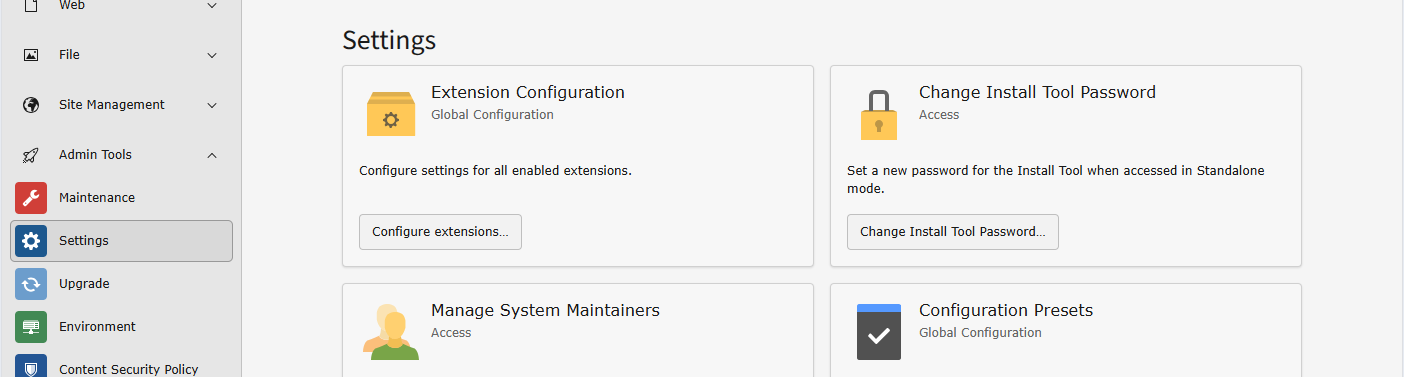 Web
File
Site Management
Admin Tools
Maintenance
Settings
Upgrade
Environment
Content Security Policy
Settings
Extension Configuration
Global Configuration
Configure settings for all enabled extensions.
Configure extensions…
Change Install Tool Password
Access
Set a new password for the Install Tool when accessed in Standalone
mode.
Change Install Tool Password…
Manage System Maintainers
Access
Configuration Presets
Global Configuration